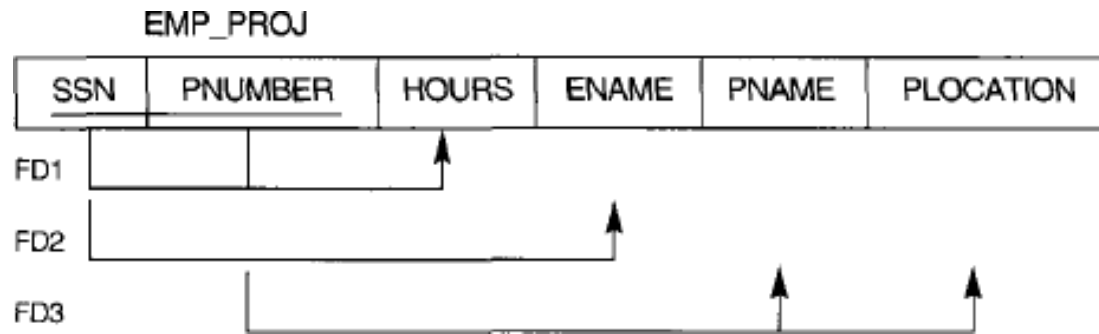 EMP_PROJ
SSN PNUMBER HOURS ENAME PNAME PLOCATION
FD1
FD2
FD3